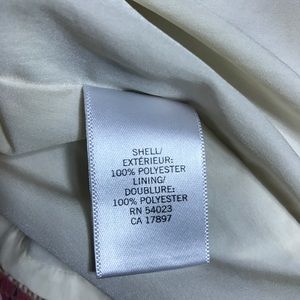 SHELL/
EXTÉRIEUR:
100% POLYESTER
LINING/
DOUBLURE:
100% POLYESTER
RN 54023
CA 17897